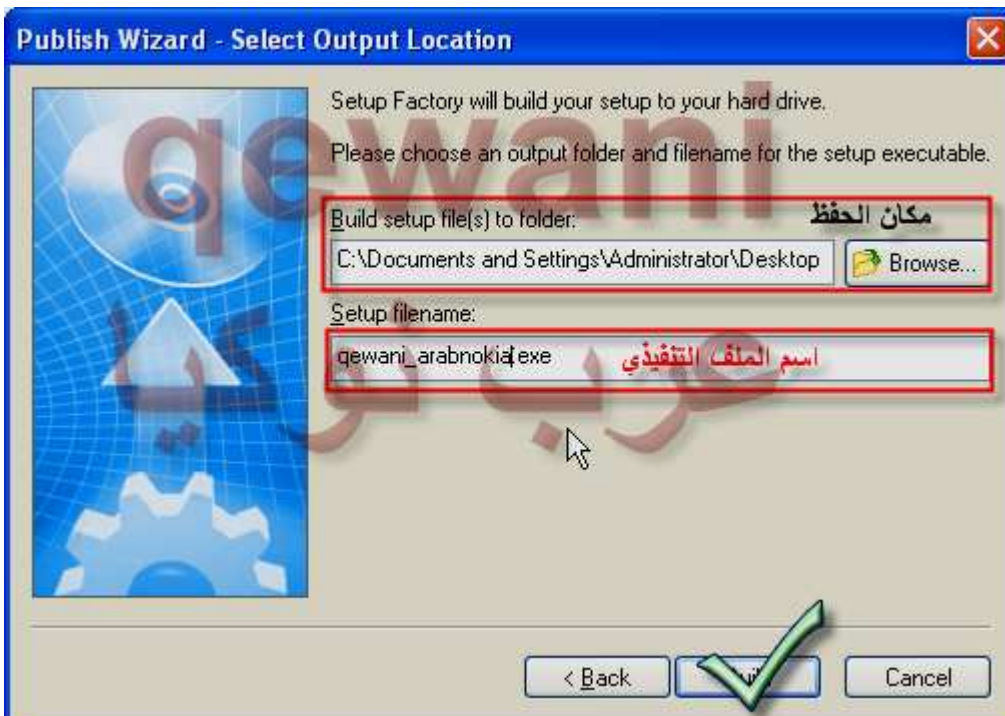 Publish Wizard - Select Output Location
Setup Factory will build your setup to your hard drive.
Please choose an output folder and filename for the setup executable.
qewani
Build setup file(s) to folder:
مكان الحفظ
C:\Documents and Settings\Administrator\Desktop
Browse...
Setup filename:
qewani_arabnokia.exe
اسم الملف التنفيذي
عرب نوكيا
< Back
Cancel